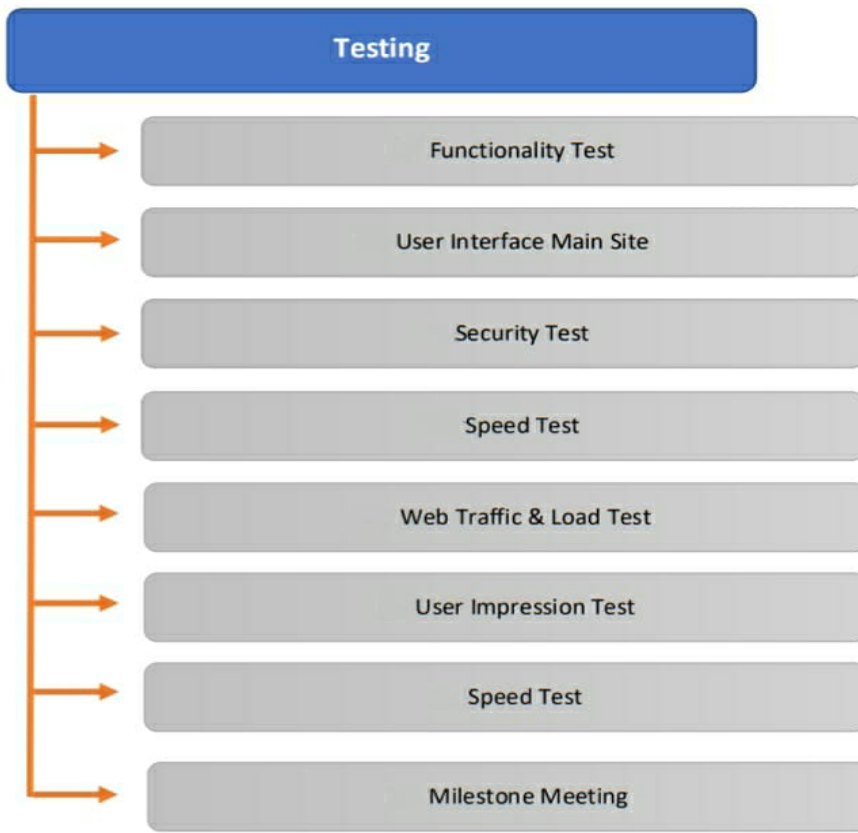 Testing
Functionality Test
User Interface Main Site
Security Test
Speed Test
Web Traffic & Load Test
User Impression Test
Speed Test
Milestone Meeting